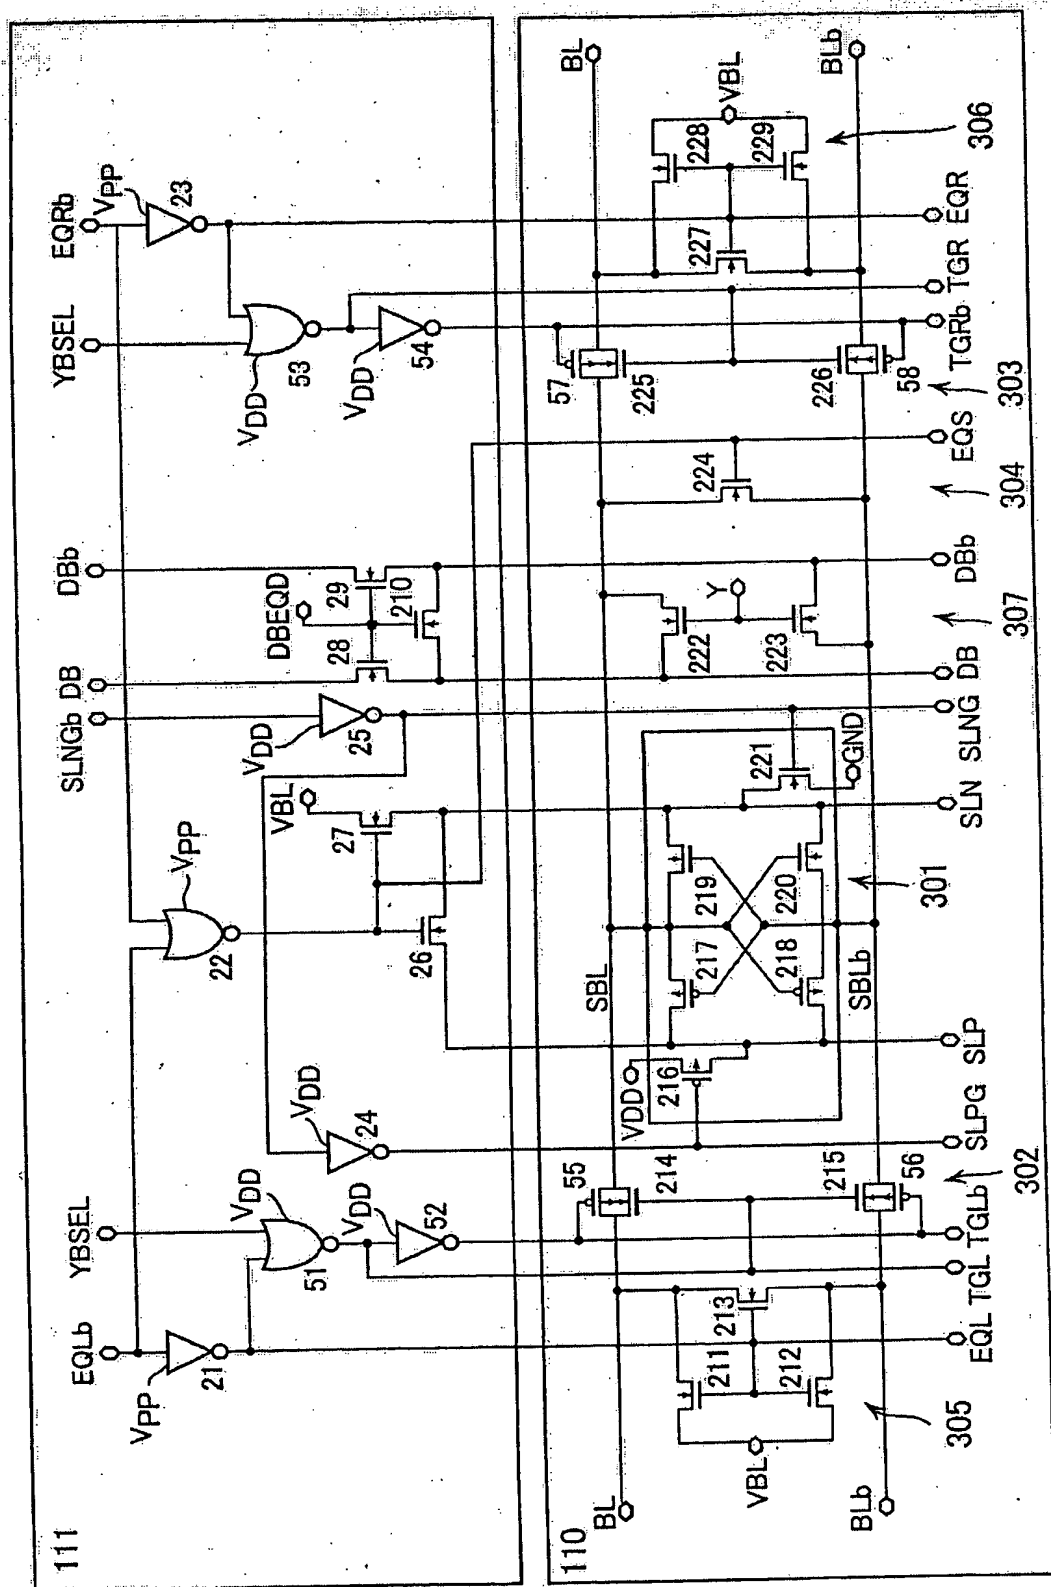 111
EQLb
YBSEL
SLNGb
DB
DBb
YBSEL
EQRb
VPP
21
VDD
51
VDD
52
VDD
24
VPP
22
VBL
27
26
VDD
25
DBEQD
28
29
210
VDD
53
VDD
54
VPP
23
110
BL
BLb
VBL
211
212
213
305
55
214
215
56
302
SBL
SBLb
VDD
216
217
218
219
220
221
GND
301
222
223
Y
307
224
304
57
225
226
58
303
227
228
229
VBL
306
BL
BLb
EQL
TGL
TGLb
SLPG
SLP
SLN
SLNG
DB
DBb
EQS
TGRb
TGR
EQR